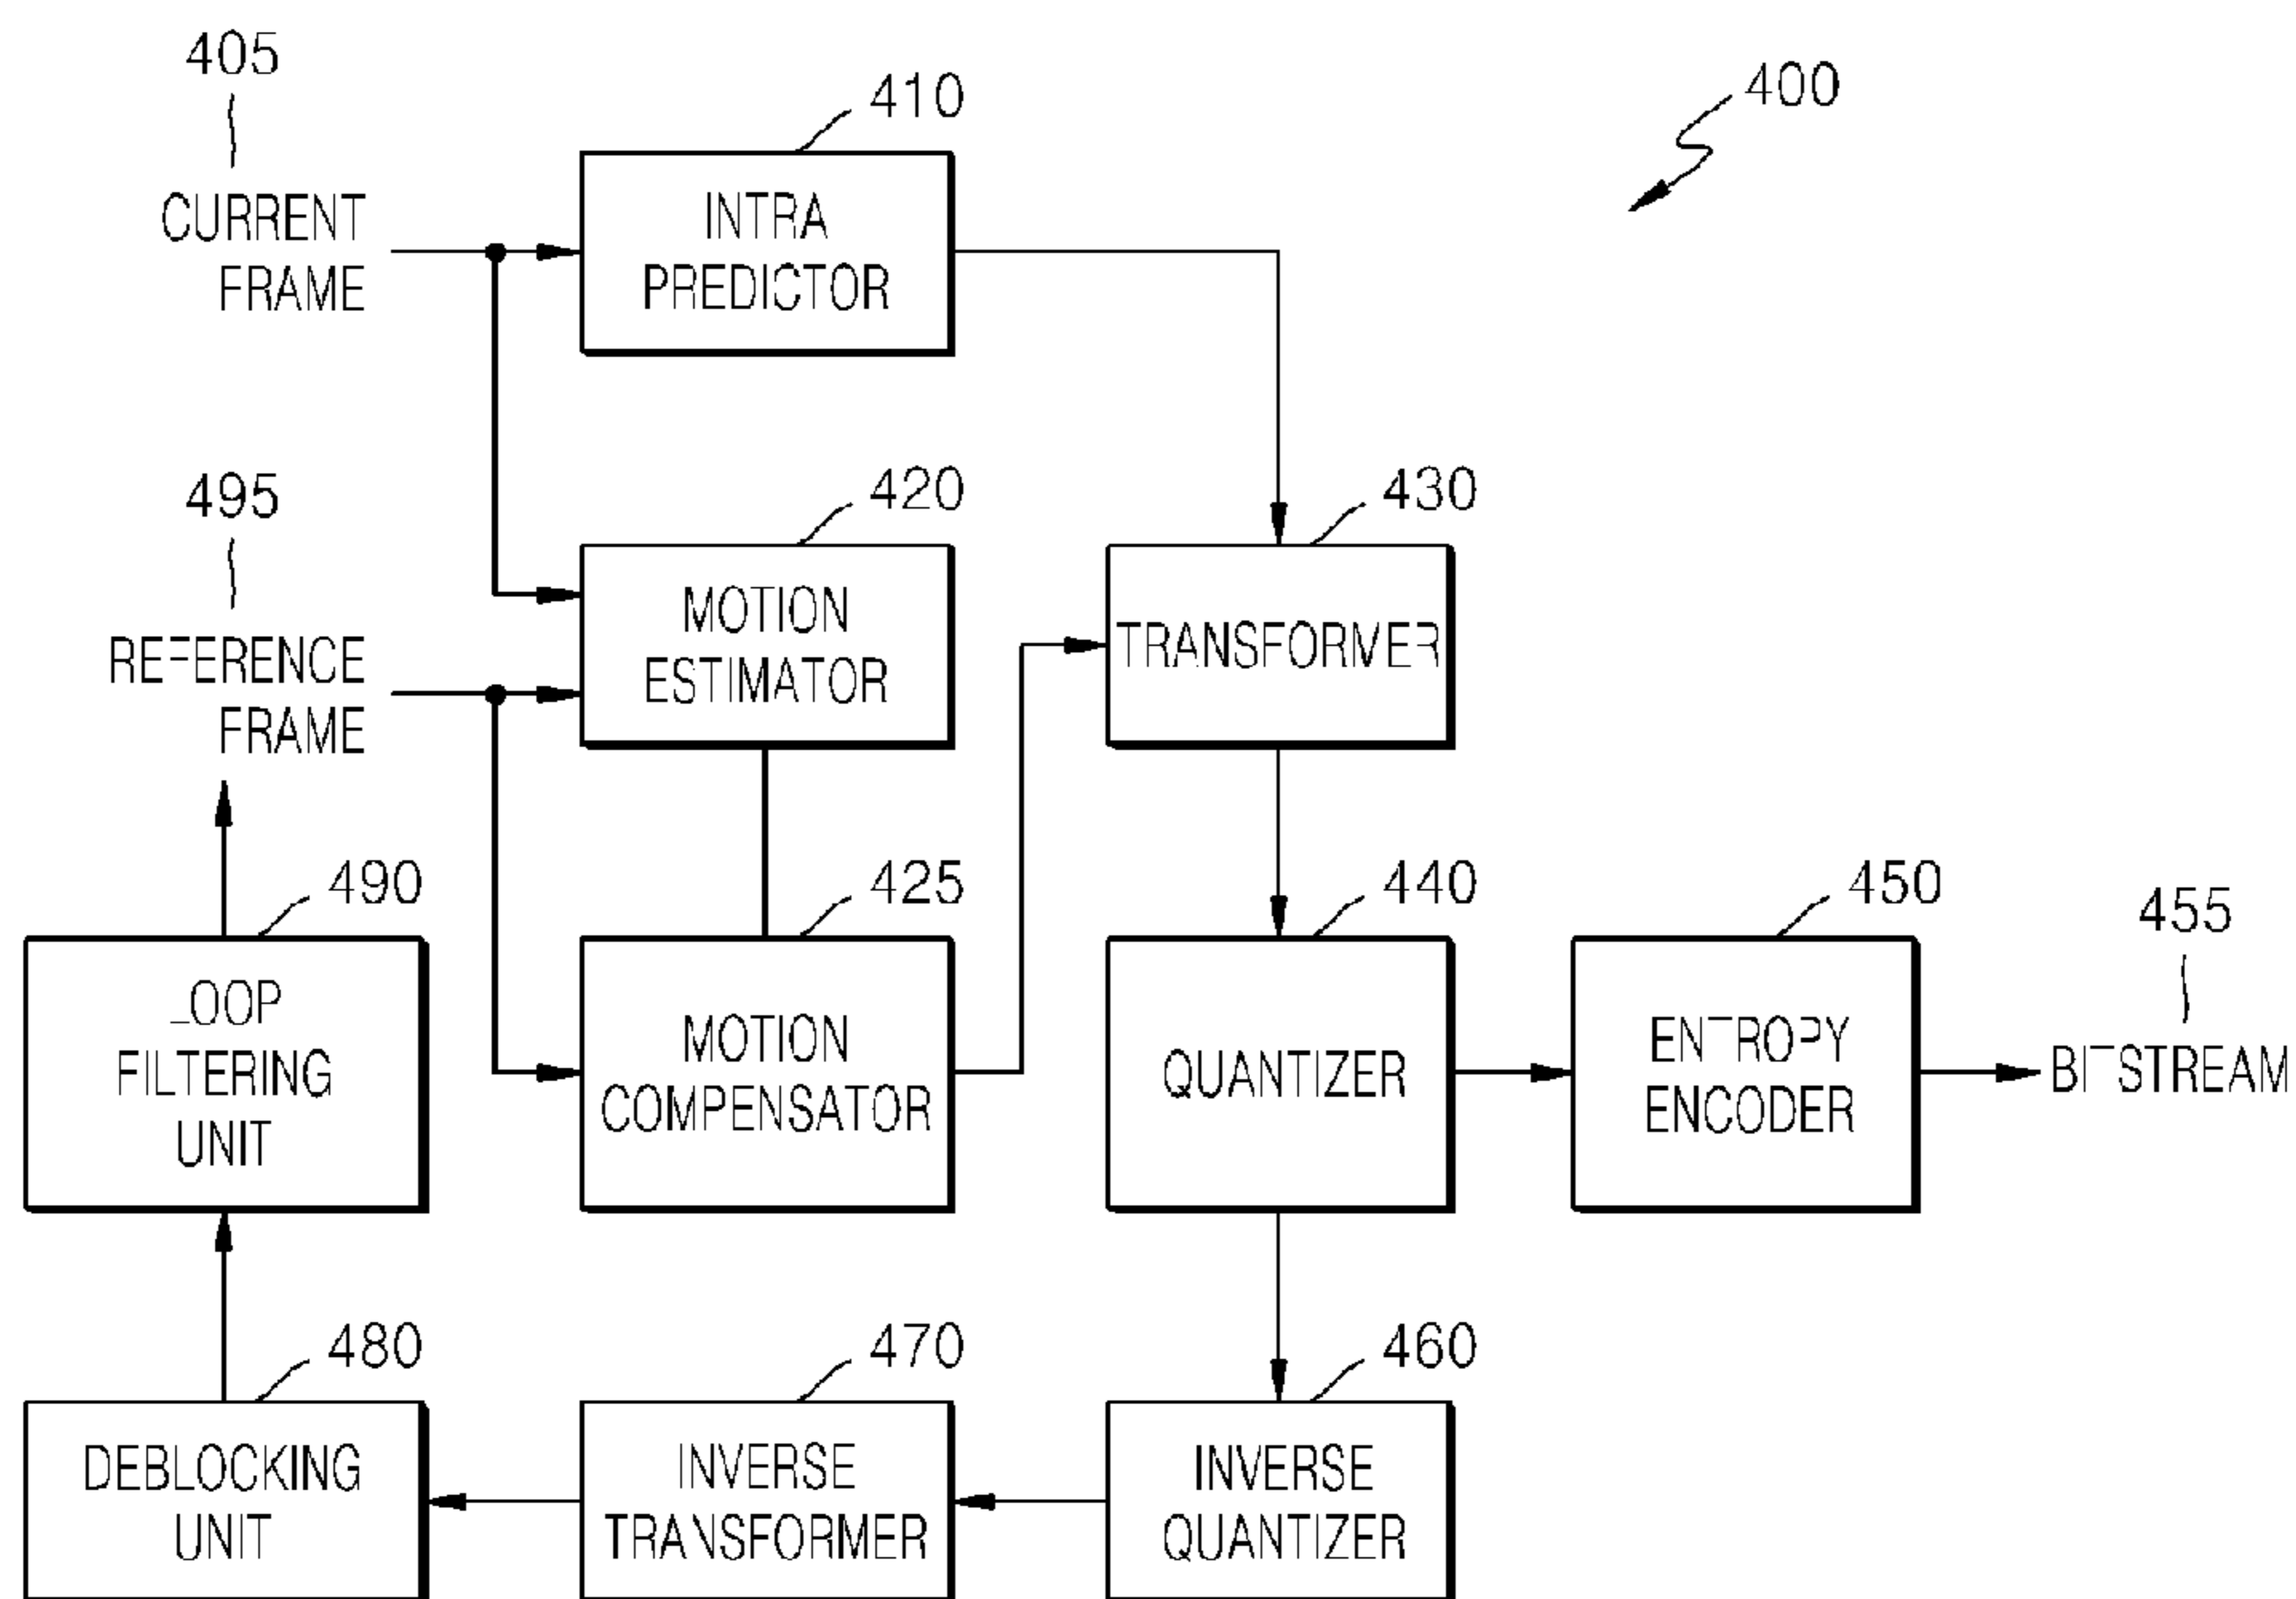 405
410
400
CURRENT
FRAME
INTRA
PREDICTOR
495
420
430
REFERENCE
FRAME
MOTION
ESTIMATOR
TRANSFORMER
490
425
440
450
455
LOOP
FILTERING
UNIT
MOTION
COMPENSATOR
QUANTIZER
ENTROPY
ENCODER
BITSTREAM
480
470
460
DEBLOCKING
UNIT
INVERSE
TRANSFORMER
INVERSE
QUANTIZER